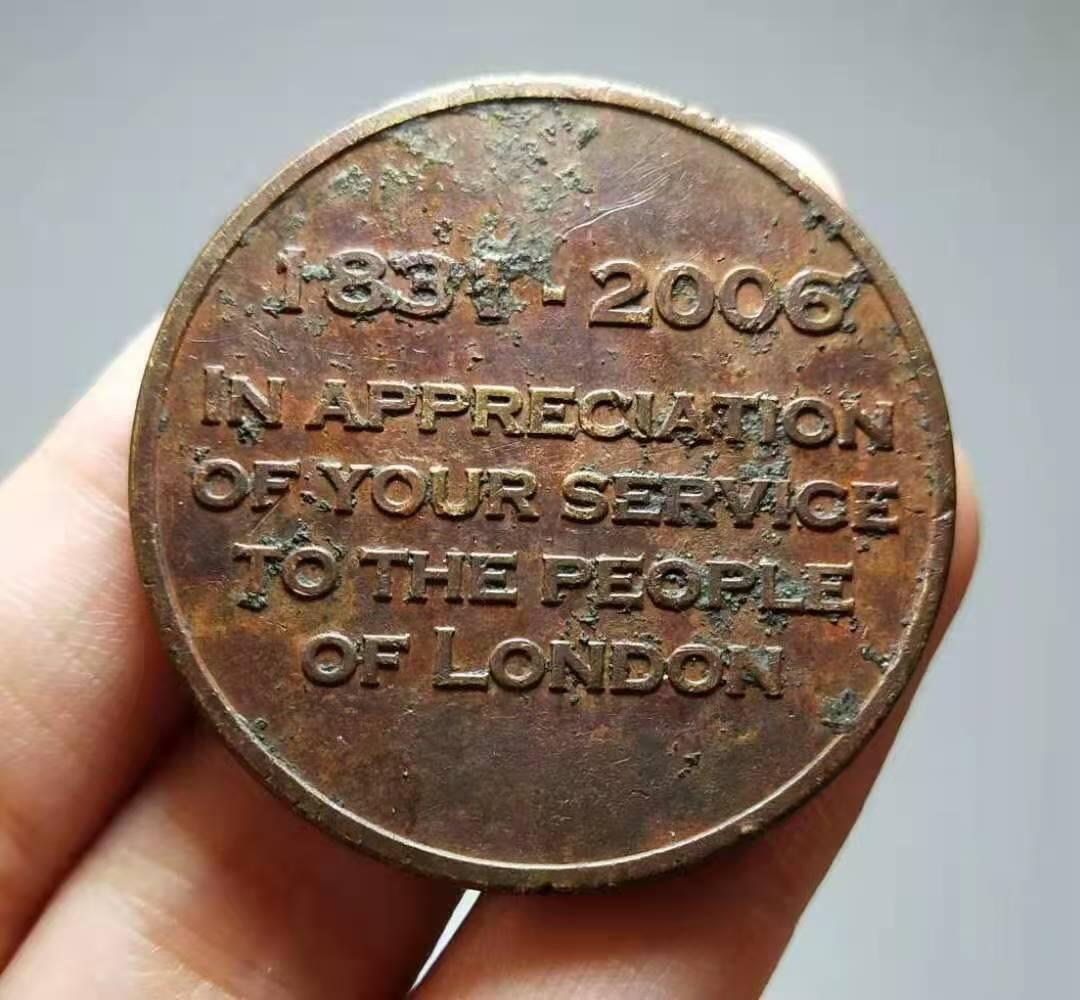 1831 - 2006
IN APPRECIATION
OF YOUR SERVICE
TO THE PEOPLE
OF LONDON